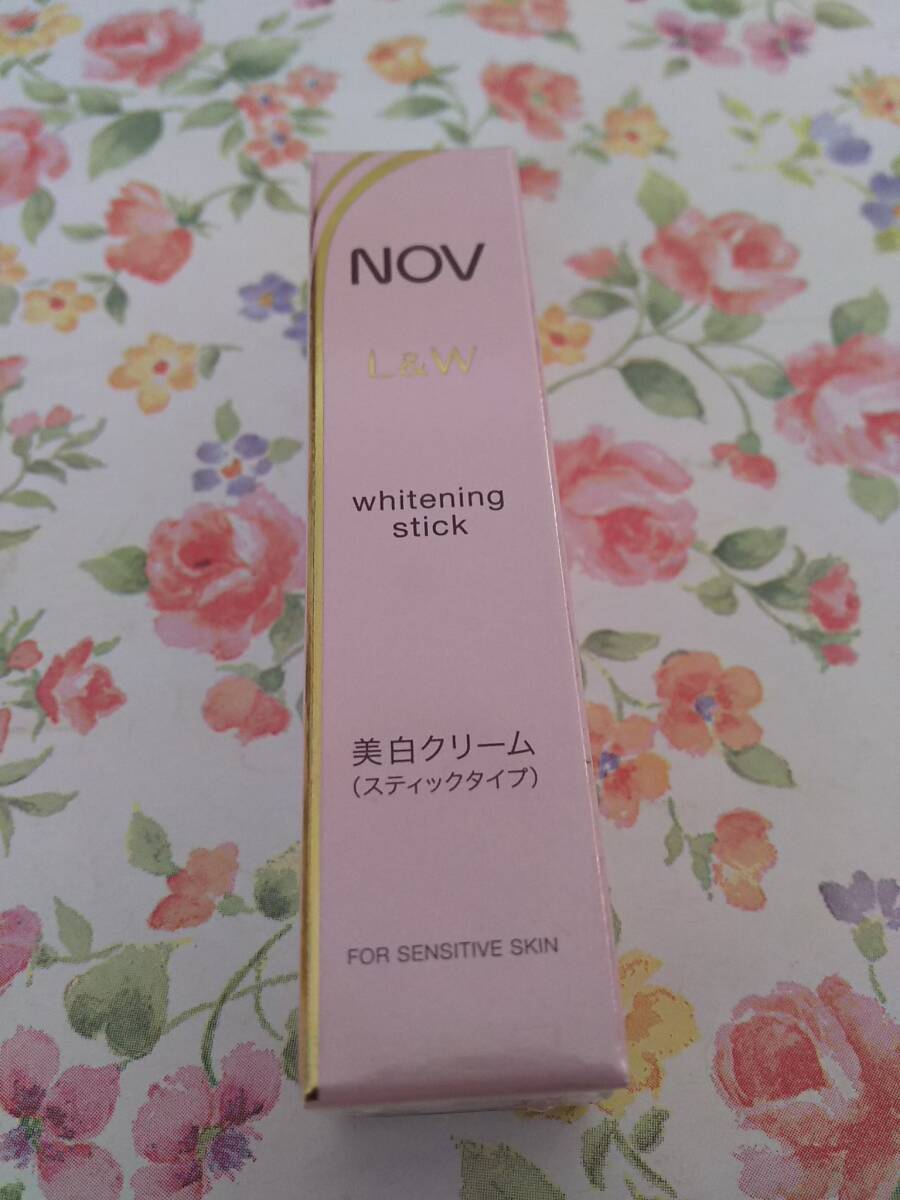 NOV
L&W
whitening
stick
美白クリーム
(スティックタイプ)
FOR SENSITIVE SKIN